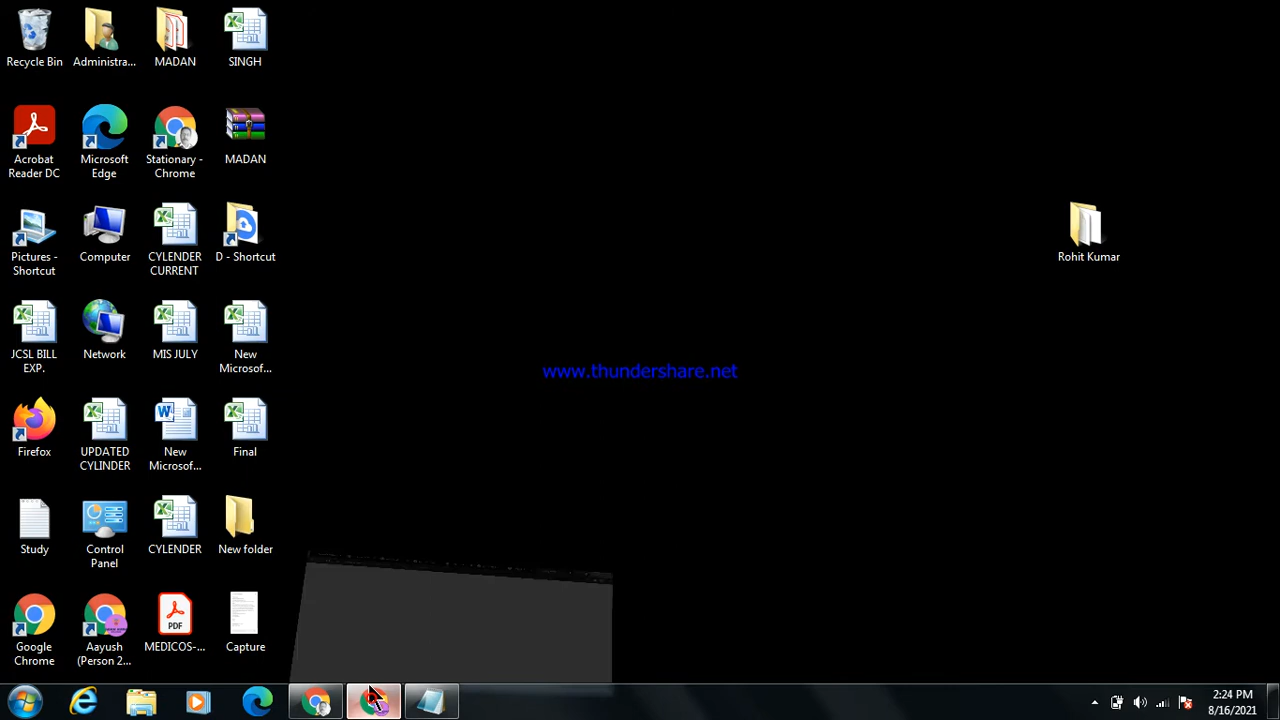 Recycle Bin
Administra...
MADAN
SINGH
Acrobat
Reader DC
Microsoft
Edge
Stationary -
Chrome
MADAN
Pictures -
Shortcut
Computer
CYLENDER
CURRENT
D - Shortcut
Rohit Kumar
JCSL BILL
EXP.
Network
MIS JULY
New
Microsof...
www.thundershare.net
Firefox
UPDATED
CYLINDER
New
Microsof...
Final
Study
Control
Panel
CYLENDER
New folder
Google
Chrome
Aayush
(Person 2...
PDF
MEDICOS-...
Capture
2:24 PM
8/16/2021